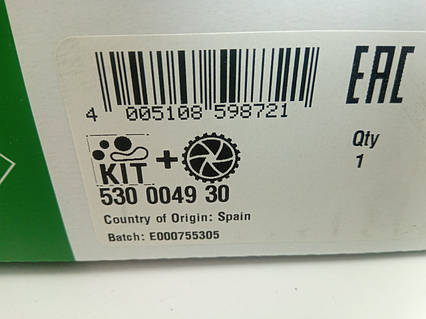 4 005108 598721
EAC
Qty
1
KIT +
530 0049 30
Country of Origin: Spain
Batch: E000755305